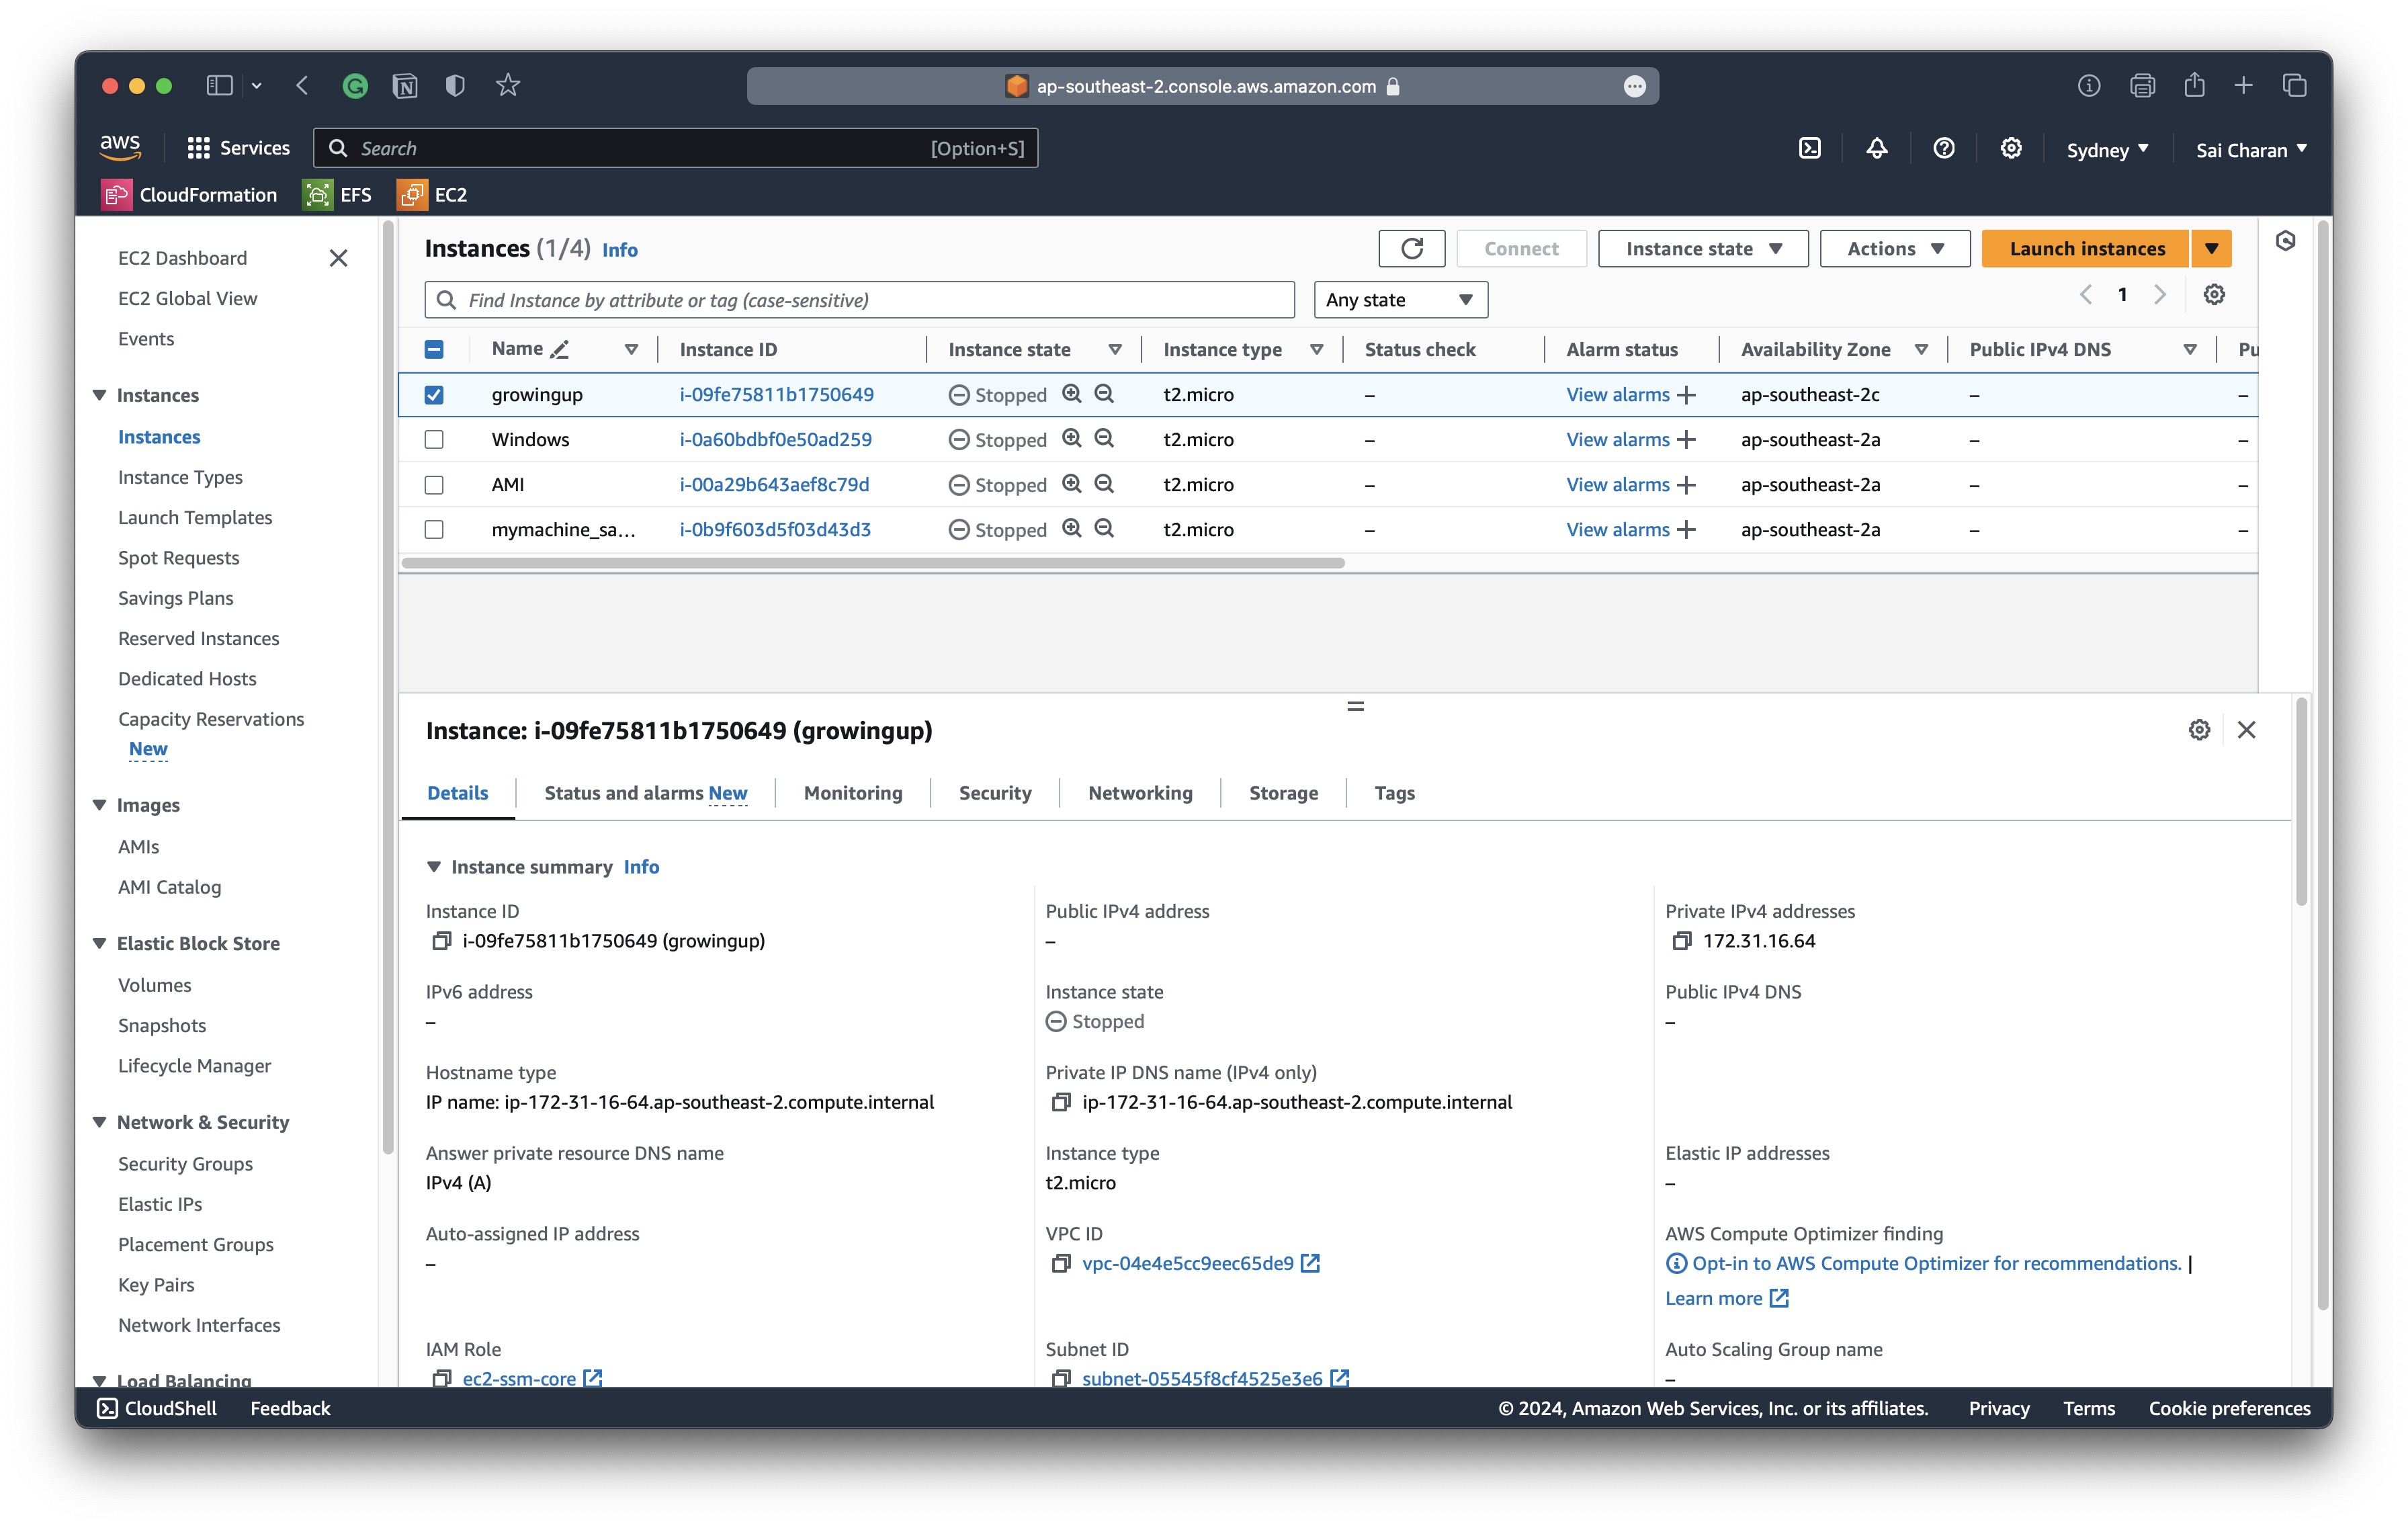 ap-southeast-2.console.aws.amazon.com
aws
Services
Search
[Option+S]
Sydney
Sai Charan
CloudFormation
EFS
EC2
EC2 Dashboard
EC2 Global View
Events
Instances
Instances
Instance Types
Launch Templates
Spot Requests
Savings Plans
Reserved Instances
Dedicated Hosts
Capacity Reservations
New
Images
AMIs
AMI Catalog
Elastic Block Store
Volumes
Snapshots
Lifecycle Manager
Network & Security
Security Groups
Elastic IPs
Placement Groups
Key Pairs
Network Interfaces
Load Balancing
Instances (1/4) Info
Connect
Instance state
Actions
Launch instances
Find Instance by attribute or tag (case-sensitive)
Any state
1
Name Instance ID Instance state Instance type Status check Alarm status Availability Zone Public IPv4 DNS Pu
growingup i-09fe75811b1750649 Stopped t2.micro – View alarms + ap-southeast-2c – –
Windows i-0a60bdbf0e50ad259 Stopped t2.micro – View alarms + ap-southeast-2a – –
AMI i-00a29b643aef8c79d Stopped t2.micro – View alarms + ap-southeast-2a – –
mymachine_sa... i-0b9f603d5f03d43d3 Stopped t2.micro – View alarms + ap-southeast-2a – –
Instance: i-09fe75811b1750649 (growingup)
Details Status and alarms New Monitoring Security Networking Storage Tags
Instance summary Info
Instance ID
i-09fe75811b1750649 (growingup)
Public IPv4 address
–
Private IPv4 addresses
172.31.16.64
IPv6 address
–
Instance state
Stopped
Public IPv4 DNS
–
Hostname type
IP name: ip-172-31-16-64.ap-southeast-2.compute.internal
Private IP DNS name (IPv4 only)
ip-172-31-16-64.ap-southeast-2.compute.internal
Answer private resource DNS name
IPv4 (A)
Instance type
t2.micro
Elastic IP addresses
–
Auto-assigned IP address
–
VPC ID
vpc-04e4e5cc9eec65de9
AWS Compute Optimizer finding
Opt-in to AWS Compute Optimizer for recommendations. |
Learn more
IAM Role
ec2-ssm-core
Subnet ID
subnet-05545f8cf4525e3e6
Auto Scaling Group name
–
CloudShell
Feedback
© 2024, Amazon Web Services, Inc. or its affiliates.
Privacy
Terms
Cookie preferences